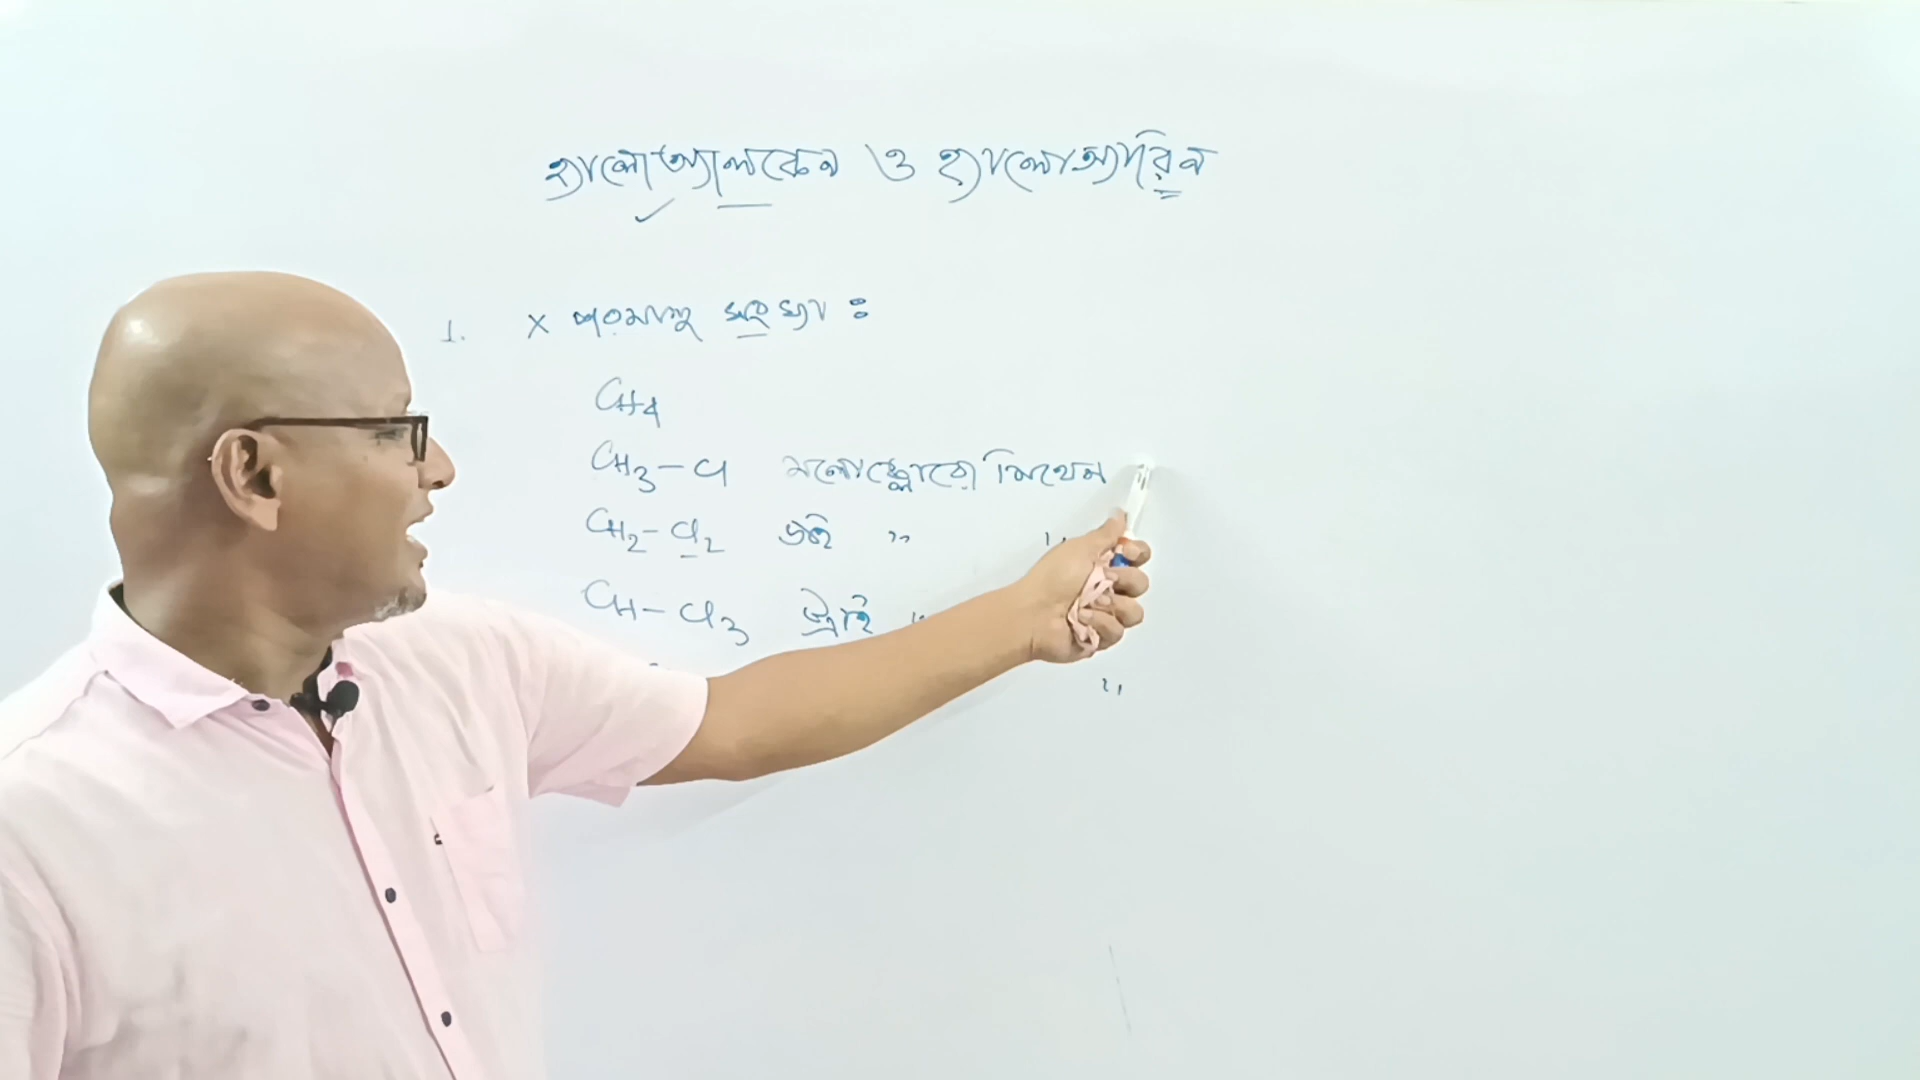 হ্যালোঅ্যালকেন ও হ্যালোঅ্যারিন
1. X পরমানু সংখ্যা :
CH4
CH3 - Cl মনোক্লোরো মিথেন
CH2 - Cl2 ডাই " "
CH - Cl3 ট্রাই "
"